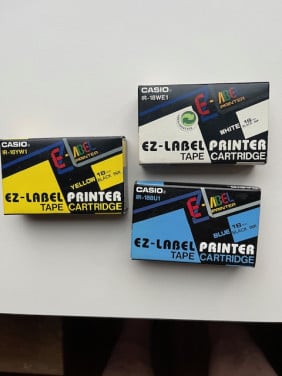 CASIO
IR-18WE1
E-LABEL
PRINTER
WHITE 18mm
BLACK INK
EZ-LABEL PRINTER
TAPE CARTRIDGE
CASIO
IR-18YW1
E-LABEL
PRINTER
YELLOW 18mm
BLACK INK
EZ-LABEL PRINTER
TAPE CARTRIDGE
CASIO
IR-18BU1
E-LABEL
PRINTER
BLUE 18mm
BLACK INK
EZ-LABEL PRINTER
TAPE CARTRIDGE